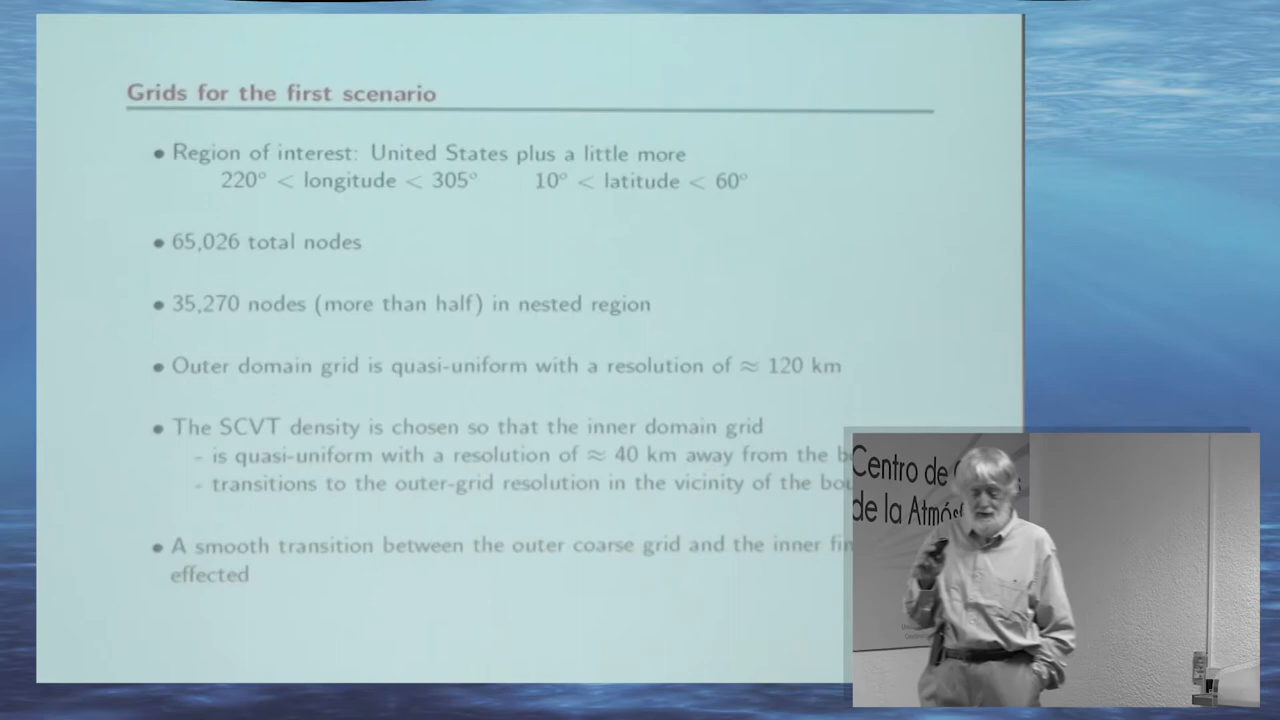 Grids for the first scenario
• Region of interest: United States plus a little more
220° < longitude < 305° 10° < latitude < 60°
• 65,026 total nodes
• 35,270 nodes (more than half) in nested region
• Outer domain grid is quasi-uniform with a resolution of ≈ 120 km
• The SCVT density is chosen so that the inner domain grid
- is quasi-uniform with a resolution of ≈ 40 km away from the
- transitions to the outer-grid resolution in the vicinity of the
• A smooth transition between the outer coarse grid and the inner
effected
Centro de
de la